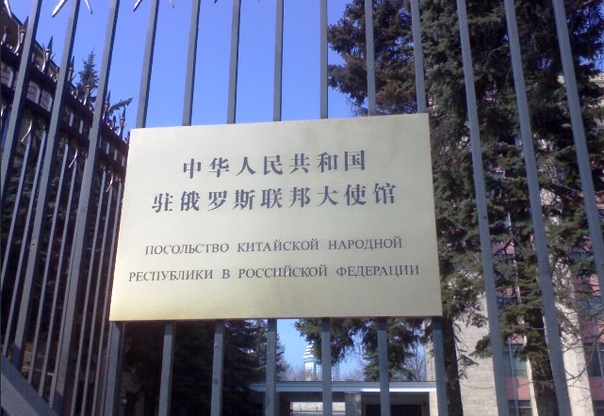 中华人民共和国
驻俄罗斯联邦大使馆
ПОСОЛЬСТВО КИТАЙСКОЙ НАРОДНОЙ
РЕСПУБЛИКИ В РОССИЙСКОЙ ФЕДЕРАЦИИ